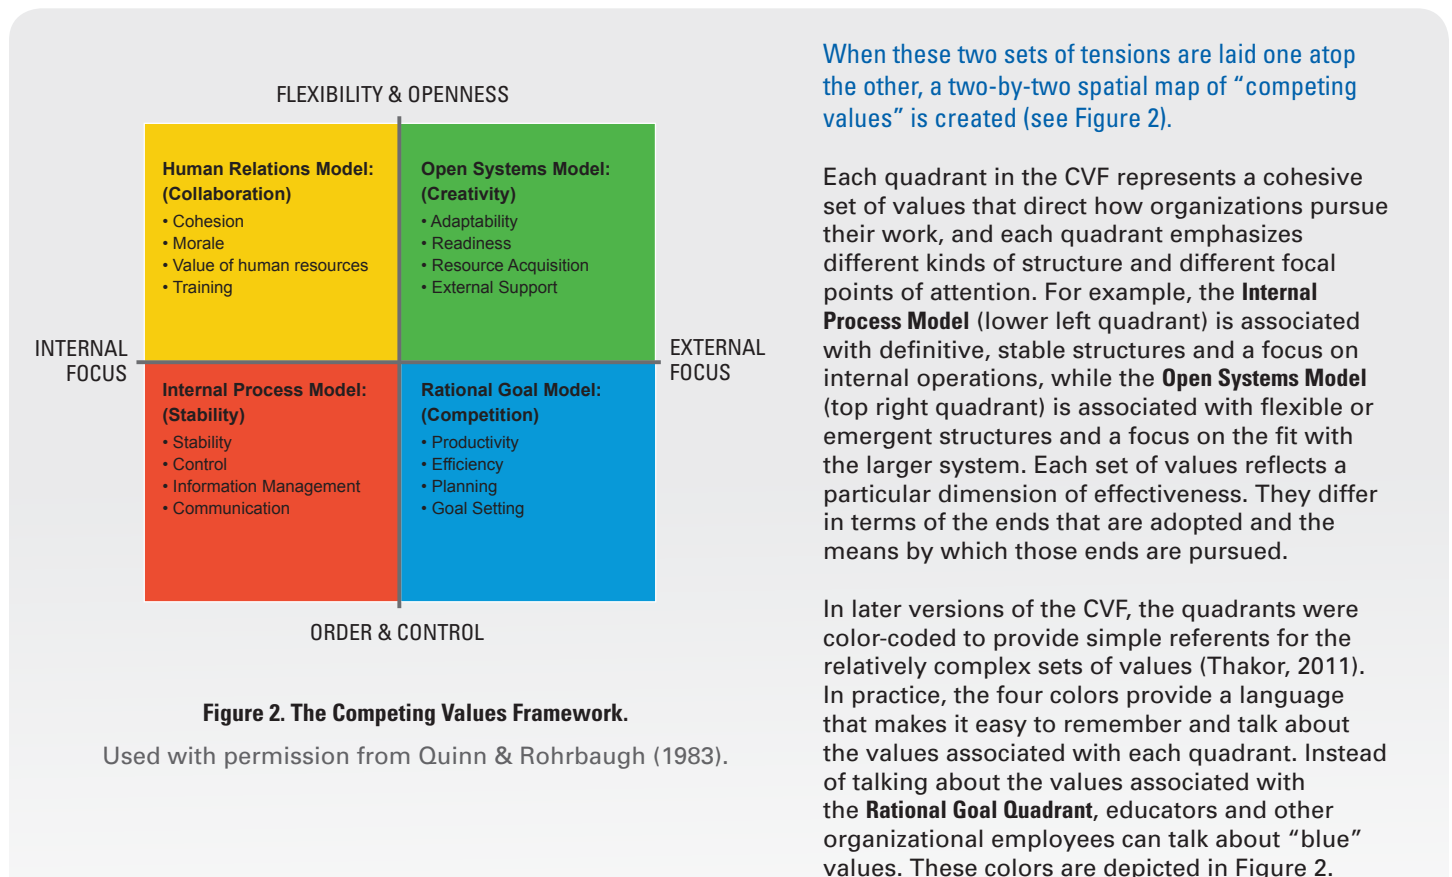 FLEXIBILITY & OPENNESS
Human Relations Model:
(Collaboration)
• Cohesion
• Morale
• Value of human resources
• Training
Open Systems Model:
(Creativity)
• Adaptability
• Readiness
• Resource Acquisition
• External Support
INTERNAL
FOCUS
EXTERNAL
FOCUS
Internal Process Model:
(Stability)
• Stability
• Control
• Information Management
• Communication
Rational Goal Model:
(Competition)
• Productivity
• Efficiency
• Planning
• Goal Setting
ORDER & CONTROL
Figure 2. The Competing Values Framework.
Used with permission from Quinn & Rohrbaugh (1983).
When these two sets of tensions are laid one atop
the other, a two-by-two spatial map of “competing
values” is created (see Figure 2).
Each quadrant in the CVF represents a cohesive
set of values that direct how organizations pursue
their work, and each quadrant emphasizes
different kinds of structure and different focal
points of attention. For example, the Internal
Process Model (lower left quadrant) is associated
with definitive, stable structures and a focus on
internal operations, while the Open Systems Model
(top right quadrant) is associated with flexible or
emergent structures and a focus on the fit with
the larger system. Each set of values reflects a
particular dimension of effectiveness. They differ
in terms of the ends that are adopted and the
means by which those ends are pursued.
In later versions of the CVF, the quadrants were
color-coded to provide simple referents for the
relatively complex sets of values (Thakor, 2011).
In practice, the four colors provide a language
that makes it easy to remember and talk about
the values associated with each quadrant. Instead
of talking about the values associated with
the Rational Goal Quadrant, educators and other
organizational employees can talk about “blue”
values. These colors are depicted in Figure 2.